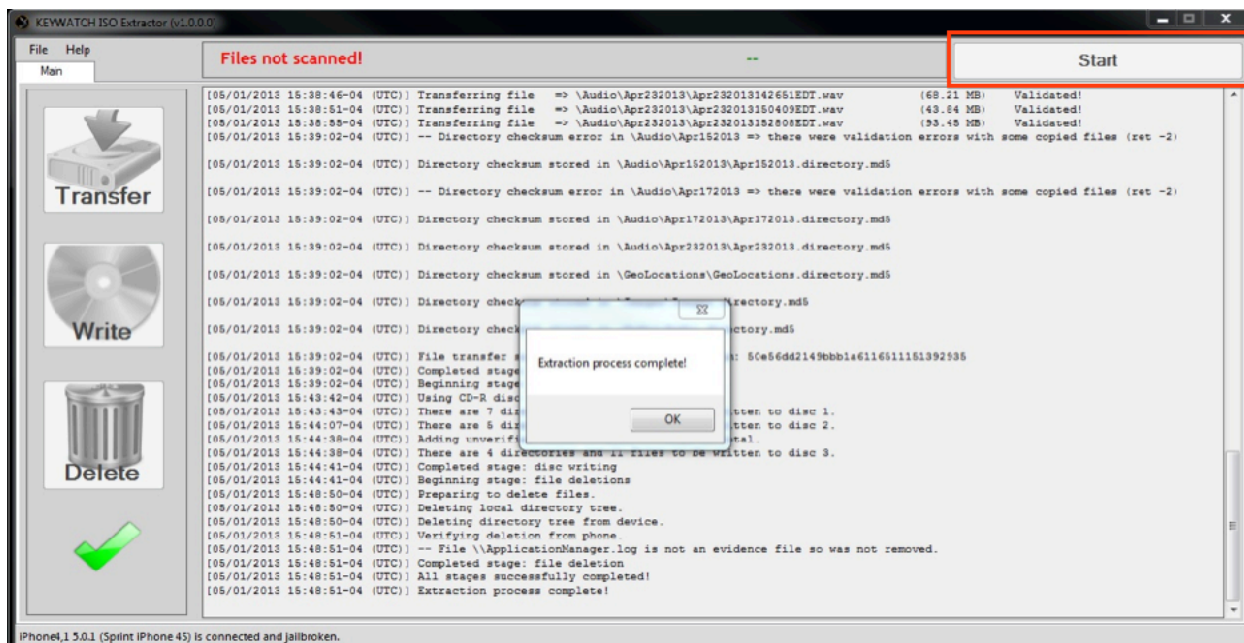 KEYWATCH ISO Extractor (v1.0.0.0)
File Help
Main
Files not scanned!
--
Start
Transfer
Write
Delete
[05/01/2013 15:38:46-04 (UTC)] Transferring file => \Audio\Apr232013\Apr232013142651EDT.wav (68.21 MB) Validated!
[05/01/2013 15:38:51-04 (UTC)] Transferring file => \Audio\Apr232013\Apr232013150409EDT.wav (43.84 MB) Validated!
[05/01/2013 15:38:55-04 (UTC)] Transferring file => \Audio\Apr232013\Apr232013152808EDT.wav (93.45 MB) Validated!
[05/01/2013 15:39:02-04 (UTC)] -- Directory checksum error in \Audio\Apr152013 => there were validation errors with some copied files (ret -2)
[05/01/2013 15:39:02-04 (UTC)] Directory checksum stored in \Audio\Apr152013\Apr152013.directory.md5
[05/01/2013 15:39:02-04 (UTC)] -- Directory checksum error in \Audio\Apr172013 => there were validation errors with some copied files (ret -2)
[05/01/2013 15:39:02-04 (UTC)] Directory checksum stored in \Audio\Apr172013\Apr172013.directory.md5
[05/01/2013 15:39:02-04 (UTC)] Directory checksum stored in \Audio\Apr232013\Apr232013.directory.md5
[05/01/2013 15:39:02-04 (UTC)] Directory checksum stored in \GeoLocations\GeoLocations.directory.md5
[05/01/2013 15:39:02-04 (UTC)] Directory check irectory.md5
[05/01/2013 15:39:02-04 (UTC)] Directory check ctory.md5
[05/01/2013 15:39:02-04 (UTC)] File transfer
[05/01/2013 15:39:02-04 (UTC)] Completed stage
[05/01/2013 15:39:02-04 (UTC)] Beginning stage
[05/01/2013 15:43:42-04 (UTC)] Using CD-R disc
[05/01/2013 15:43:43-04 (UTC)] There are 7 di tten to disc 1.
[05/01/2013 15:44:07-04 (UTC)] There are 5 di tten to disc 2.
[05/01/2013 15:44:38-04 (UTC)] Adding unverifi
[05/01/2013 15:44:38-04 (UTC)] There are 4 directories and 11 files to be written to disc 3.
[05/01/2013 15:44:41-04 (UTC)] Completed stage: disc writing
[05/01/2013 15:44:41-04 (UTC)] Beginning stage: file deletions
[05/01/2013 15:48:50-04 (UTC)] Preparing to delete files.
[05/01/2013 15:48:50-04 (UTC)] Deleting local directory tree.
[05/01/2013 15:48:50-04 (UTC)] Deleting directory tree from device.
[05/01/2013 15:48:51-04 (UTC)] Verifying deletion from phone.
[05/01/2013 15:48:51-04 (UTC)] -- File \\ApplicationManager.log is not an evidence file so was not removed.
[05/01/2013 15:48:51-04 (UTC)] Completed stage: file deletion
[05/01/2013 15:48:51-04 (UTC)] All stages successfully completed!
[05/01/2013 15:48:51-04 (UTC)] Extraction process complete!
Extraction process complete!
OK
iPhone4,1 5.0.1 (Sprint iPhone 4S) is connected and jailbroken.